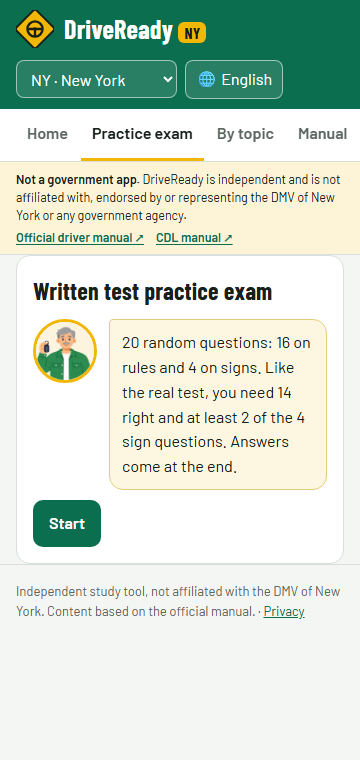 DriveReady NY
NY · New York
English
Home Practice exam By topic Manual
Not a government app. DriveReady is independent and is not
affiliated with, endorsed by or representing the DMV of New
York or any government agency.
Official driver manual ↗ CDL manual ↗
Written test practice exam
20 random questions: 16 on
rules and 4 on signs. Like
the real test, you need 14
right and at least 2 of the 4
sign questions. Answers
come at the end.
Start
Independent study tool, not affiliated with the DMV of New
York. Content based on the official manual. · Privacy